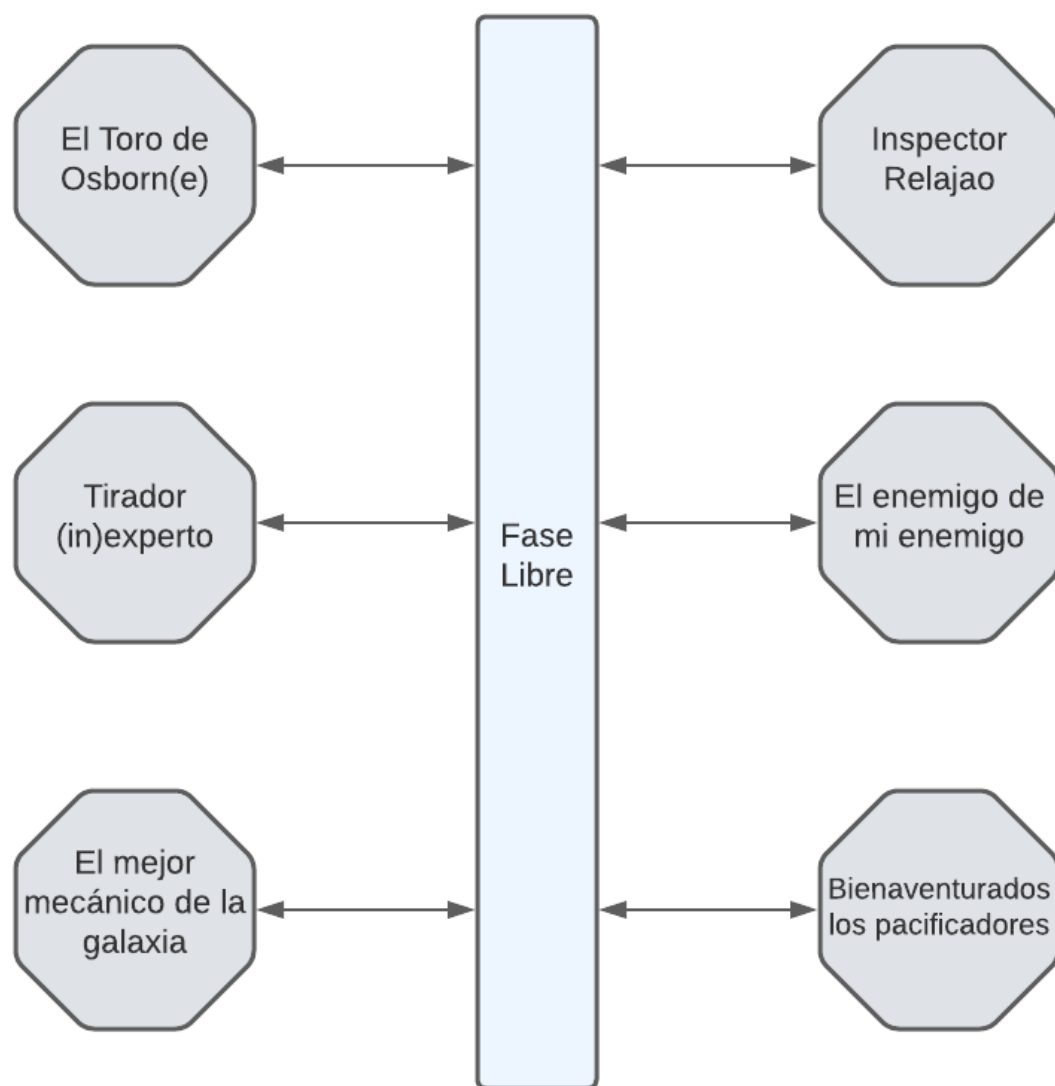 El Toro de
Osborn(e)
Inspector
Relajao
Tirador
(in)experto
Fase
Libre
El enemigo de
mi enemigo
El mejor
mecánico de la
galaxia
Bienaventurados
los pacificadores